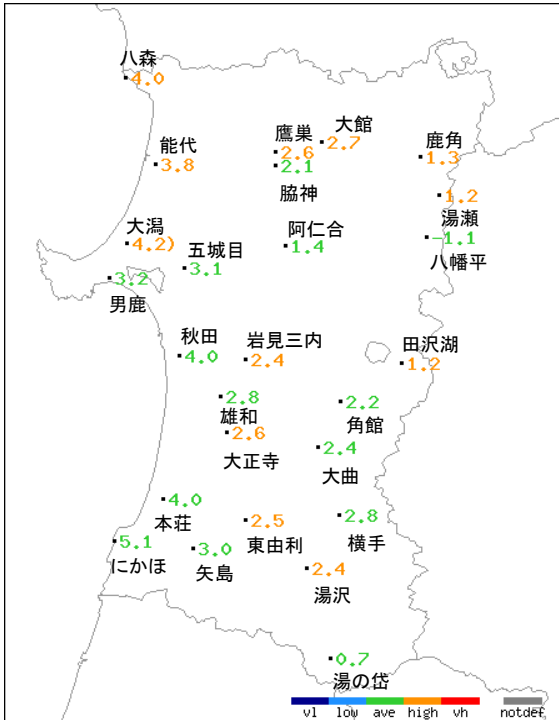 八森
4.0
能代
3.8
鷹巣
2.6
2.1
脇神
大館
2.7
鹿角
1.3
1.2
湯瀬
-1.1
八幡平
大潟
4.2)
五城目
3.1
阿仁合
1.4
3.2
男鹿
秋田
4.0
岩見三内
2.4
田沢湖
1.2
2.8
雄和
2.6
大正寺
2.2
角館
2.4
大曲
4.0
本荘
2.5
東由利
2.8
横手
5.1
にかほ
3.0
矢島
2.4
湯沢
0.7
湯の岱
vl low ave high vh notdef